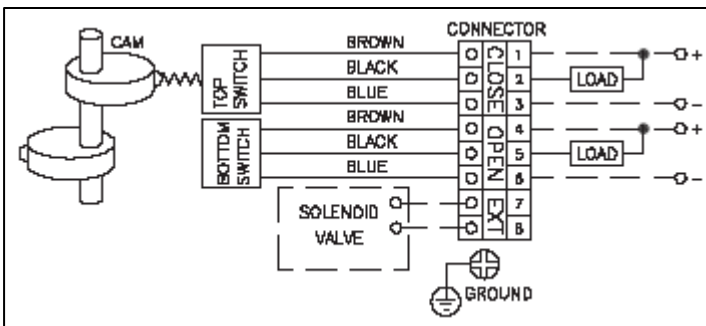 CONNECTOR
CAM
TOP
SWITCH
BROWN
BLACK
BLUE
CLOSE
1
2
3
LOAD
+
-
BOTTOM
SWITCH
BROWN
BLACK
BLUE
OPEN
4
5
6
LOAD
+
-
SOLENOID
VALVE
EXT
7
8
GROUND